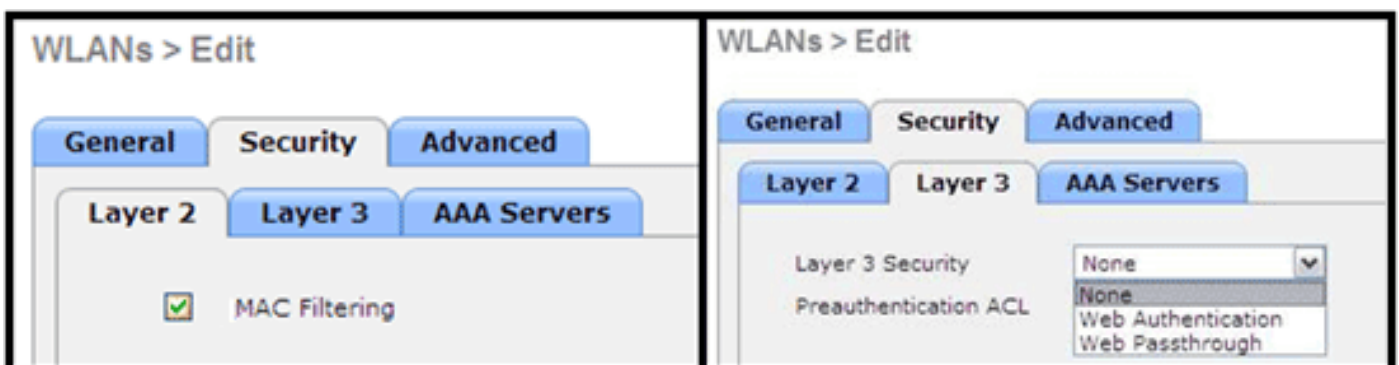 WLANs > Edit
General Security Advanced
Layer 2 Layer 3 AAA Servers
MAC Filtering
WLANs > Edit
General Security Advanced
Layer 2 Layer 3 AAA Servers
Layer 3 Security None
None
Preauthentication ACL
Web Authentication
Web Passthrough